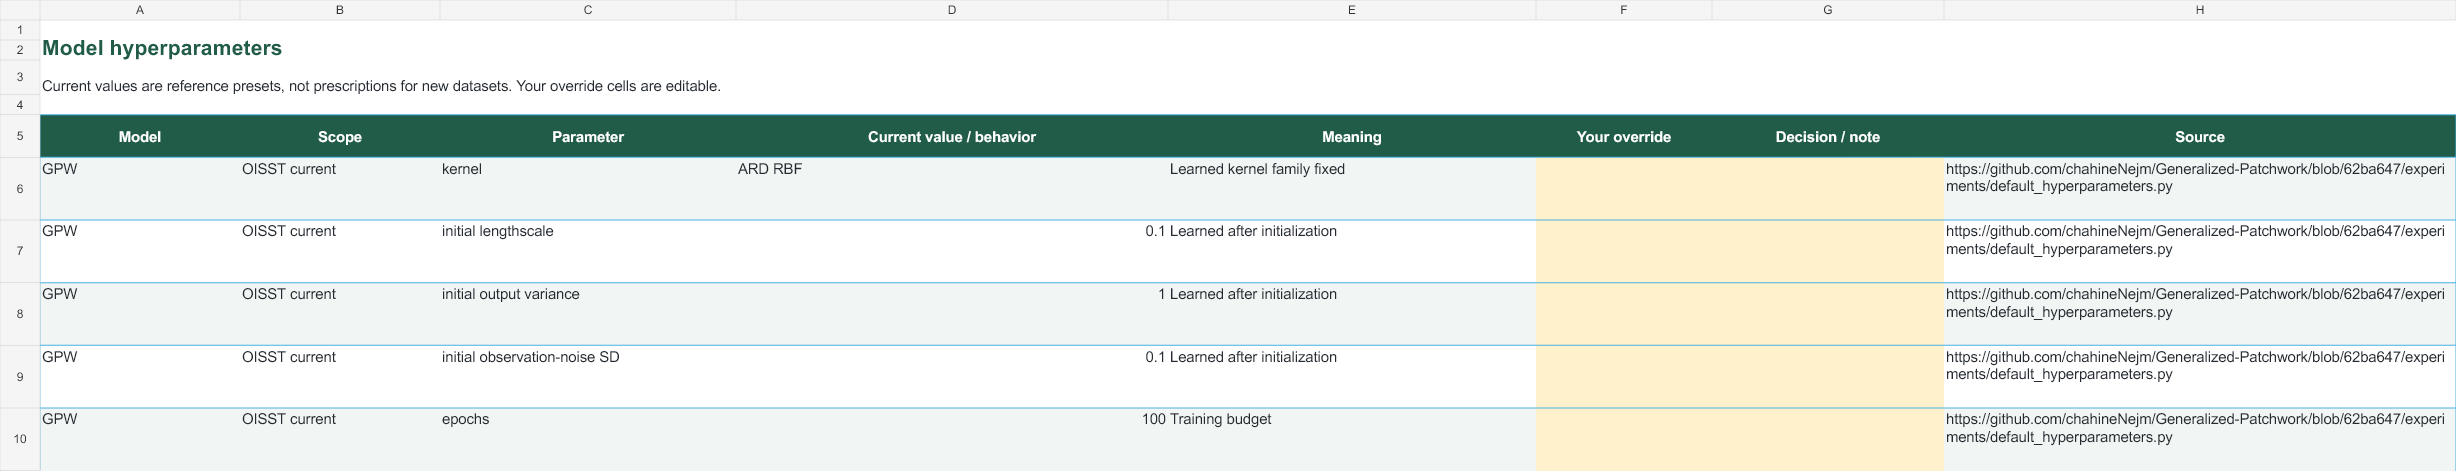 A B C D E F G H
1
2 Model hyperparameters
3 Current values are reference presets, not prescriptions for new datasets. Your override cells are editable.
4
5 Model Scope Parameter Current value / behavior Meaning Your override Decision / note Source
6 GPW OISST current kernel ARD RBF Learned kernel family fixed https://github.com/chahineNejm/Generalized-Patchwork/blob/62ba647/experi
ments/default_hyperparameters.py
7 GPW OISST current initial lengthscale 0.1 Learned after initialization https://github.com/chahineNejm/Generalized-Patchwork/blob/62ba647/experi
ments/default_hyperparameters.py
8 GPW OISST current initial output variance 1 Learned after initialization https://github.com/chahineNejm/Generalized-Patchwork/blob/62ba647/experi
ments/default_hyperparameters.py
9 GPW OISST current initial observation-noise SD 0.1 Learned after initialization https://github.com/chahineNejm/Generalized-Patchwork/blob/62ba647/experi
ments/default_hyperparameters.py
10 GPW OISST current epochs 100 Training budget https://github.com/chahineNejm/Generalized-Patchwork/blob/62ba647/experi
ments/default_hyperparameters.py